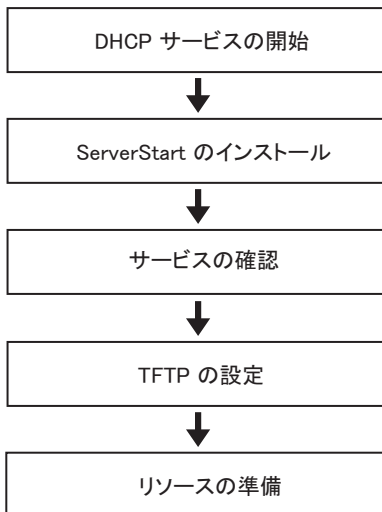 DHCP サービスの開始
ServerStart のインストール
サービスの確認
TFTP の設定
リソースの準備